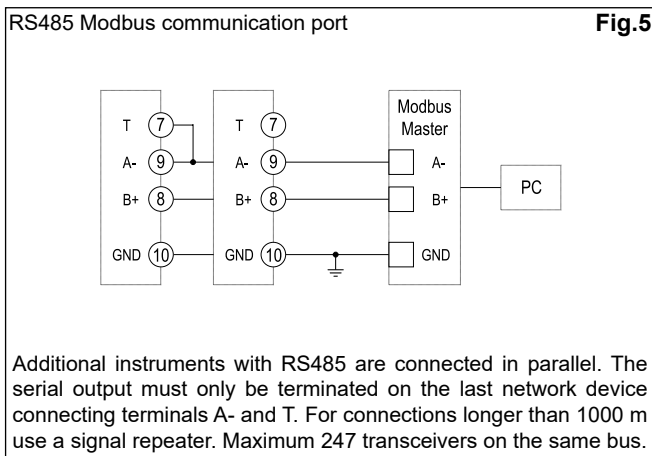 RS485 Modbus communication port
Fig.5
T 7 T 7 Modbus
Master
A- 9 A- 9 A-
B+ 8 B+ 8 B+ PC
GND 10 GND 10 GND
Additional instruments with RS485 are connected in parallel. The
serial output must only be terminated on the last network device
connecting terminals A- and T. For connections longer than 1000 m
use a signal repeater. Maximum 247 transceivers on the same bus.